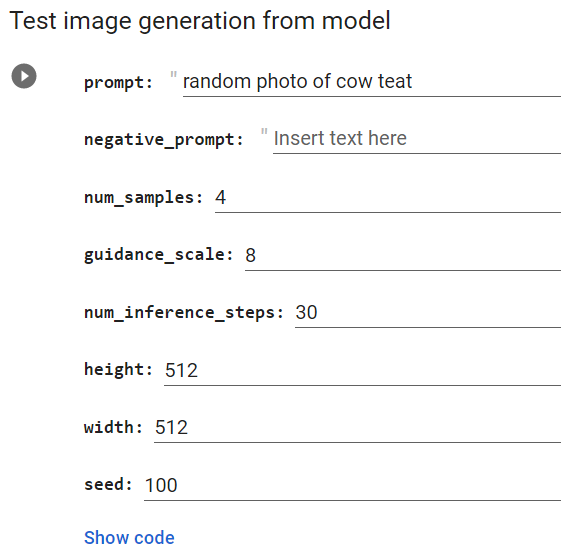 Test image generation from model
prompt: " random photo of cow teat
negative_prompt: " Insert text here
num_samples: 4
guidance_scale: 8
num_inference_steps: 30
height: 512
width: 512
seed: 100
Show code